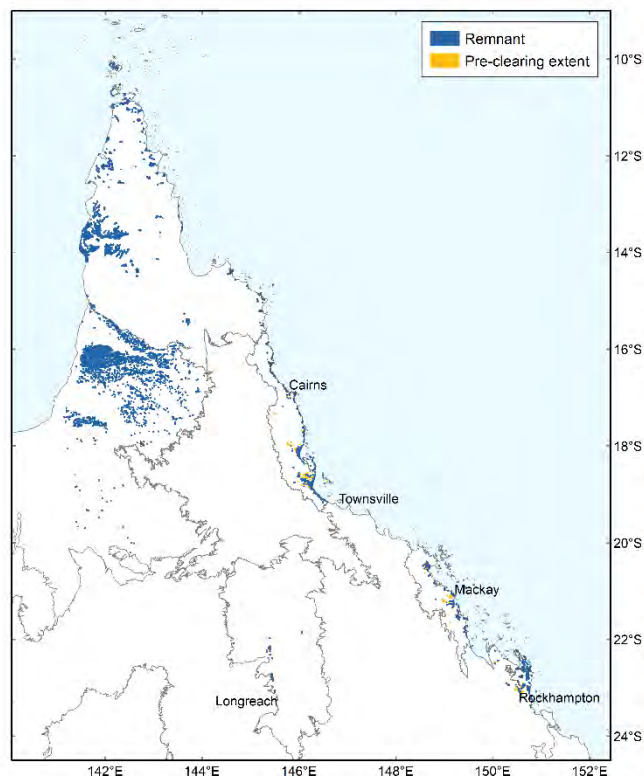 Remnant
Pre-clearing extent
10°S
12°S
14°S
16°S
Cairns
18°S
Townsville
20°S
Mackay
22°S
Longreach
Rockhampton
24°S
142°E
144°E
146°E
148°E
150°E
152°E